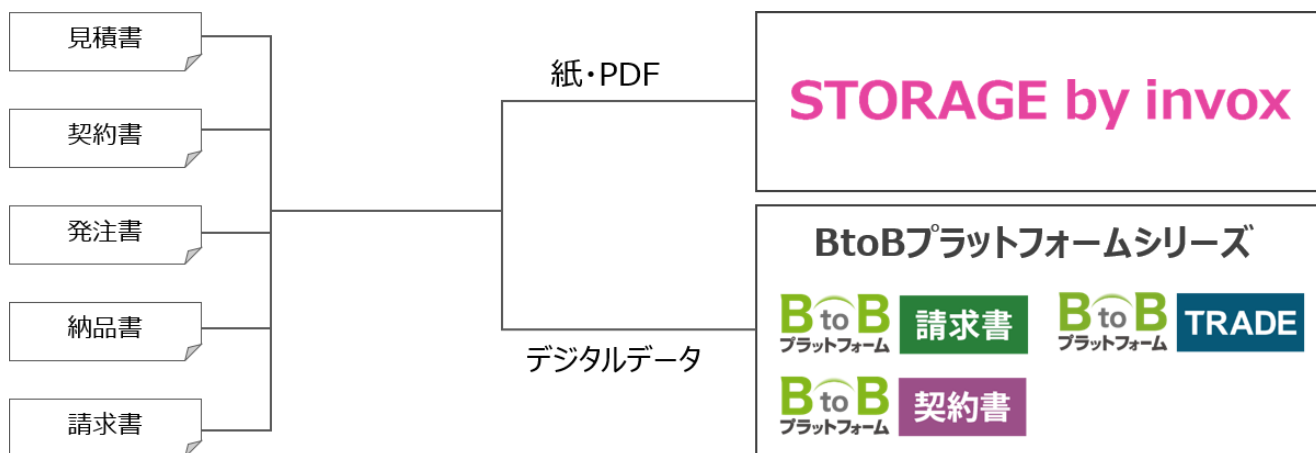 見積書
契約書
発注書
納品書
請求書
紙・PDF
デジタルデータ
STORAGE by invox
BtoBプラットフォームシリーズ
BtoB
プラットフォーム
請求書
BtoB
プラットフォーム
TRADE
BtoB
プラットフォーム
契約書